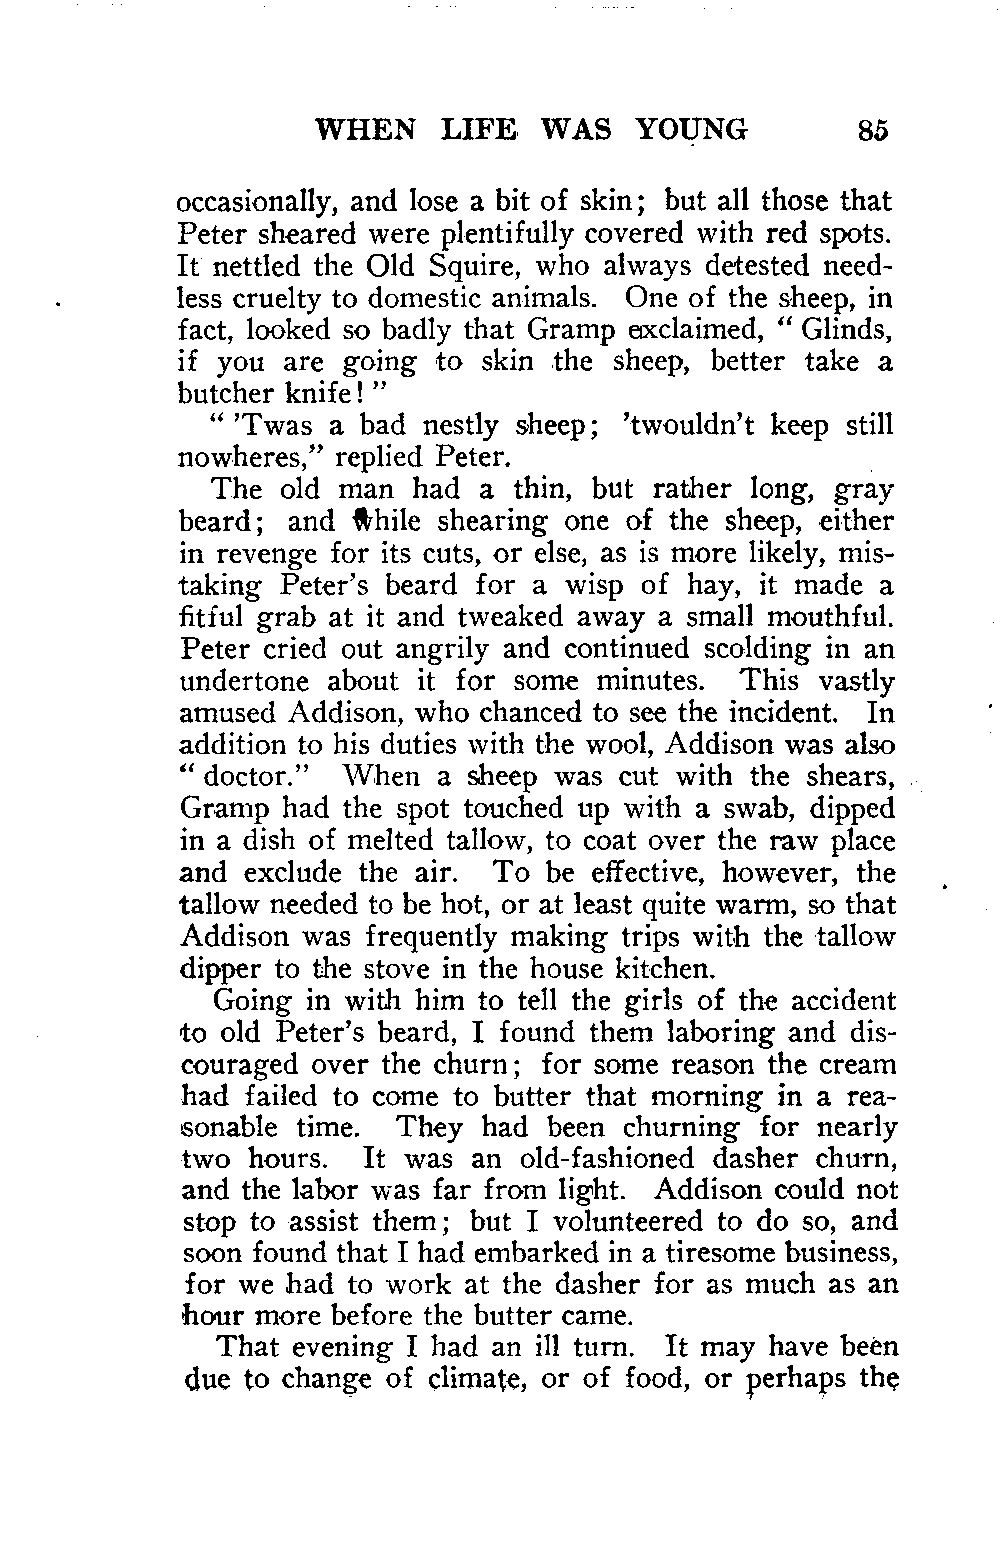 WHEN LIFE WAS YOUNG 85
occasionally, and lose a bit of skin; but all those that
Peter sheared were plentifully covered with red spots.
It nettled the Old Squire, who always detested need-
less cruelty to domestic animals. One of the sheep, in
fact, looked so badly that Gramp exclaimed, “ Glinds,
if you are going to skin the sheep, better take a
butcher knife! ”
“ ’Twas a bad nestly sheep; ’twouldn’t keep still
nowheres,” replied Peter.
The old man had a thin, but rather long, gray
beard; and while shearing one of the sheep, either
in revenge for its cuts, or else, as is more likely, mis-
taking Peter’s beard for a wisp of hay, it made a
fitful grab at it and tweaked away a small mouthful.
Peter cried out angrily and continued scolding in an
undertone about it for some minutes. This vastly
amused Addison, who chanced to see the incident. In
addition to his duties with the wool, Addison was also
“ doctor.” When a sheep was cut with the shears,
Gramp had the spot touched up with a swab, dipped
in a dish of melted tallow, to coat over the raw place
and exclude the air. To be effective, however, the
tallow needed to be hot, or at least quite warm, so that
Addison was frequently making trips with the tallow
dipper to the stove in the house kitchen.
Going in with him to tell the girls of the accident
to old Peter’s beard, I found them laboring and dis-
couraged over the churn; for some reason the cream
had failed to come to butter that morning in a rea-
sonable time. They had been churning for nearly
two hours. It was an old-fashioned dasher churn,
and the labor was far from light. Addison could not
stop to assist them; but I volunteered to do so, and
soon found that I had embarked in a tiresome business,
for we had to work at the dasher for as much as an
hour more before the butter came.
That evening I had an ill turn. It may have been
due to change of climate, or of food, or perhaps the